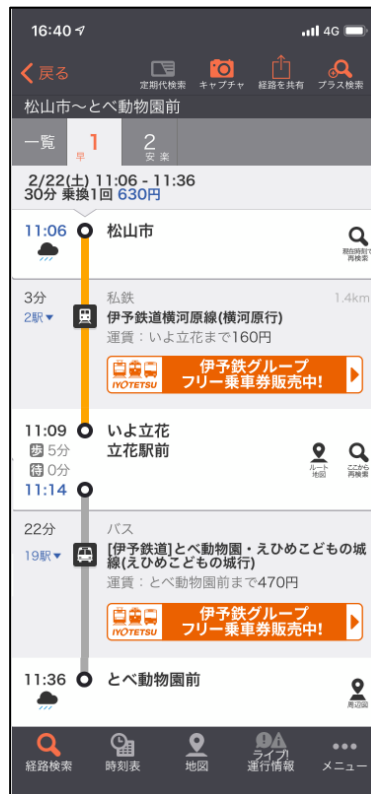 16:40
4G
戻る
定期代検索
キャプチャ
経路を共有
プラス検索
松山市〜とべ動物園前
一覧
1
早
2
安 楽
2/22(土) 11:06 - 11:36
30分 乗換1回 630円
11:06
松山市
現在時刻で
再検索
3分
私鉄
1.4km
2駅▼
伊予鉄道横河原線(横河原行)
運賃：いよ立花まで160円
IYOTETSU
伊予鉄グループ
フリー乗車券販売中!
11:09
いよ立花
歩 5分
立花駅前
待 0分
ルート
地図
ここから
再検索
11:14
22分
バス
19駅▼
[伊予鉄道]とべ動物園・えひめこどもの城
線(えひめこどもの城行)
運賃：とべ動物園前まで470円
IYOTETSU
伊予鉄グループ
フリー乗車券販売中!
11:36
とべ動物園前
周辺図
経路検索
時刻表
地図
ライブ!
運行情報
メニュー